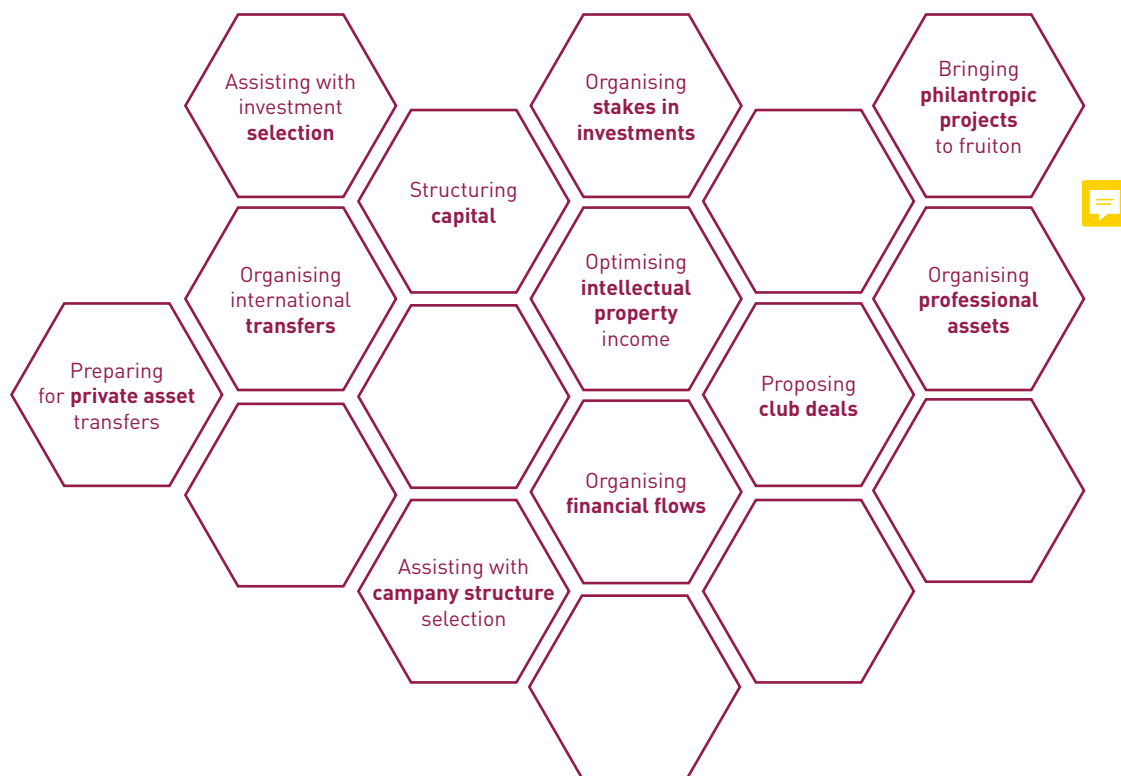 Assisting with
investment
selection
Organising
stakes in
investments
Bringing
philantropic
projects
to fruiton
Structuring
capital
Organising
international
transfers
Optimising
intellectual
property
income
Organising
professional
assets
Preparing
for private asset
transfers
Proposing
club deals
Organising
financial flows
Assisting with
campany structure
selection